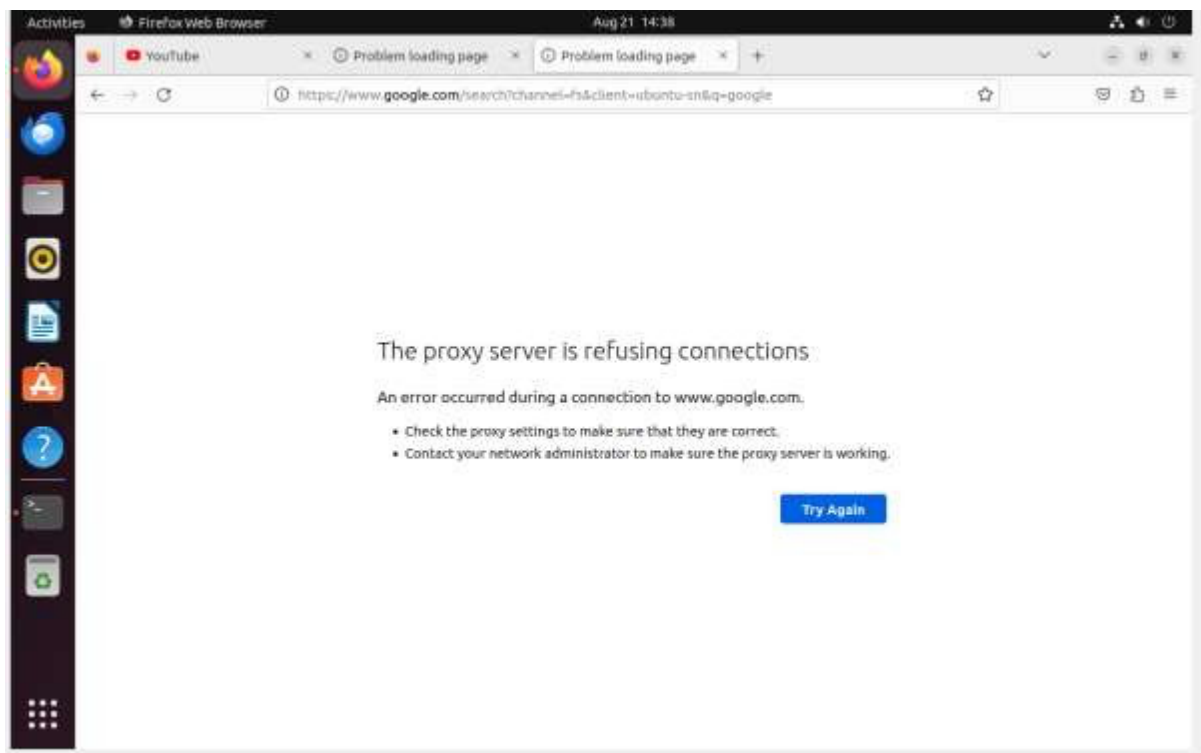 Activities Firefox Web Browser Aug 21 14:38
YouTube Problem loading page Problem loading page
https://www.google.com/search?channel=fs&client=ubuntu-sn&q=google
The proxy server is refusing connections
An error occurred during a connection to www.google.com.
• Check the proxy settings to make sure that they are correct.
• Contact your network administrator to make sure the proxy server is working.
Try Again